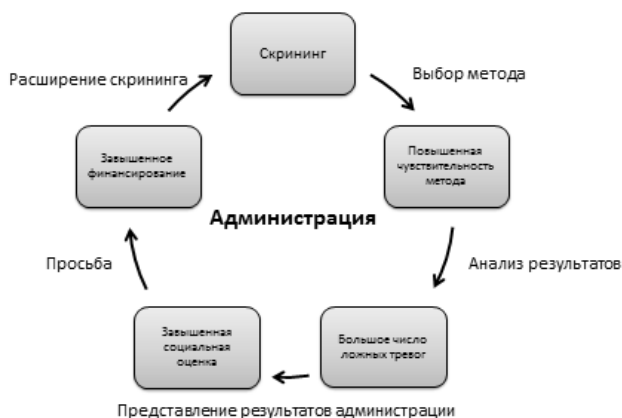 Скрининг
Выбор метода
Повышенная
чувствительность
метода
Анализ результатов
Большое число
ложных тревог
Представление результатов администрации
Завышенная
социальная
оценка
Просьба
Завышенное
финансирование
Расширение скрининга
Администрация